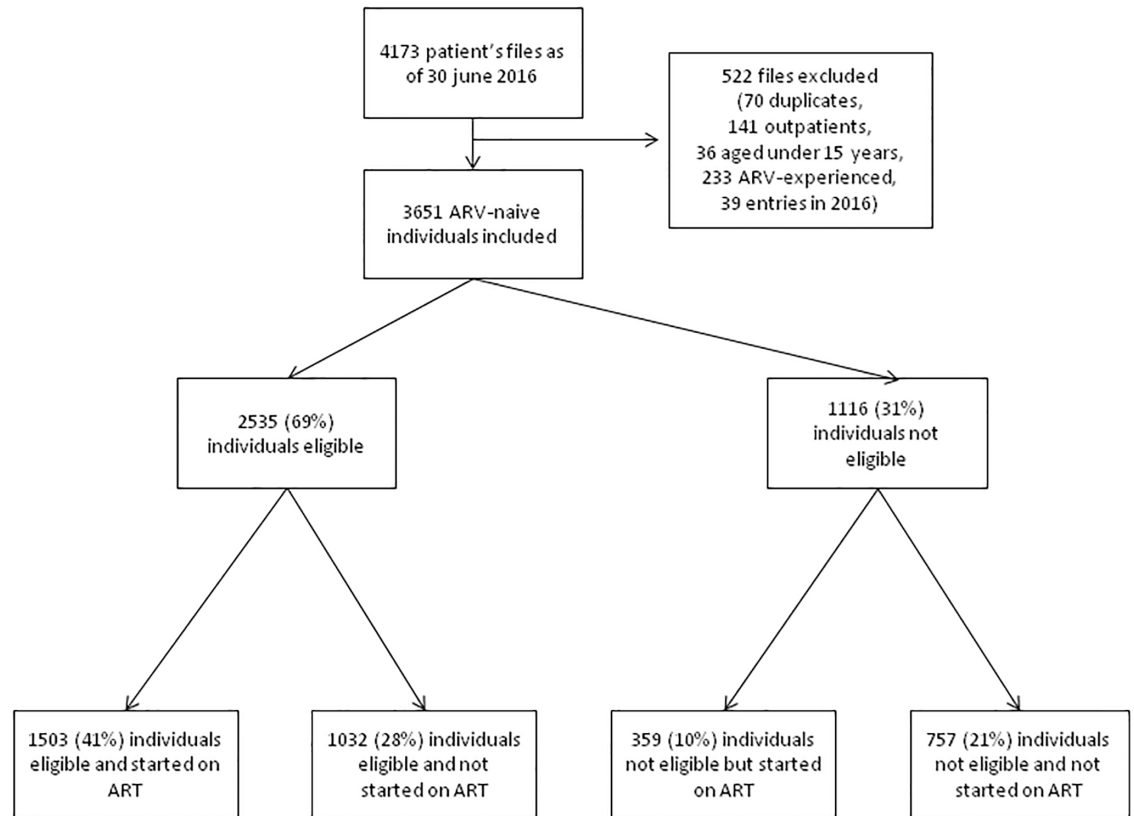 4173 patient's files as
of 30 june 2016
522 files excluded
(70 duplicates,
141 outpatients,
36 aged under 15 years,
233 ARV-experienced,
39 entries in 2016)
3651 ARV-naive
individuals included
2535 (69%)
individuals eligible
1116 (31%)
individuals not
eligible
1503 (41%) individuals
eligible and started on
ART
1032 (28%) individuals
eligible and not
started on ART
359 (10%) individuals
not eligible but started
on ART
757 (21%) individuals
not eligible and not
started on ART